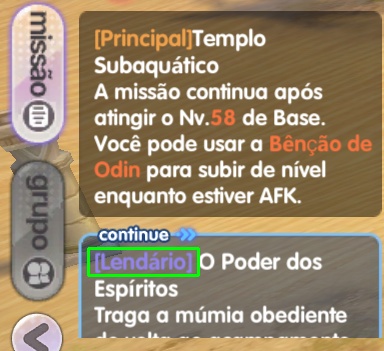 missão
grupo
[Principal]Templo
Subaquático
A missão continua após
atingir o Nv.58 de Base.
Você pode usar a Bênção de
Odin para subir de nível
enquanto estiver AFK.
continue
[Lendário] O Poder dos
Espíritos
Traga a múmia obediente